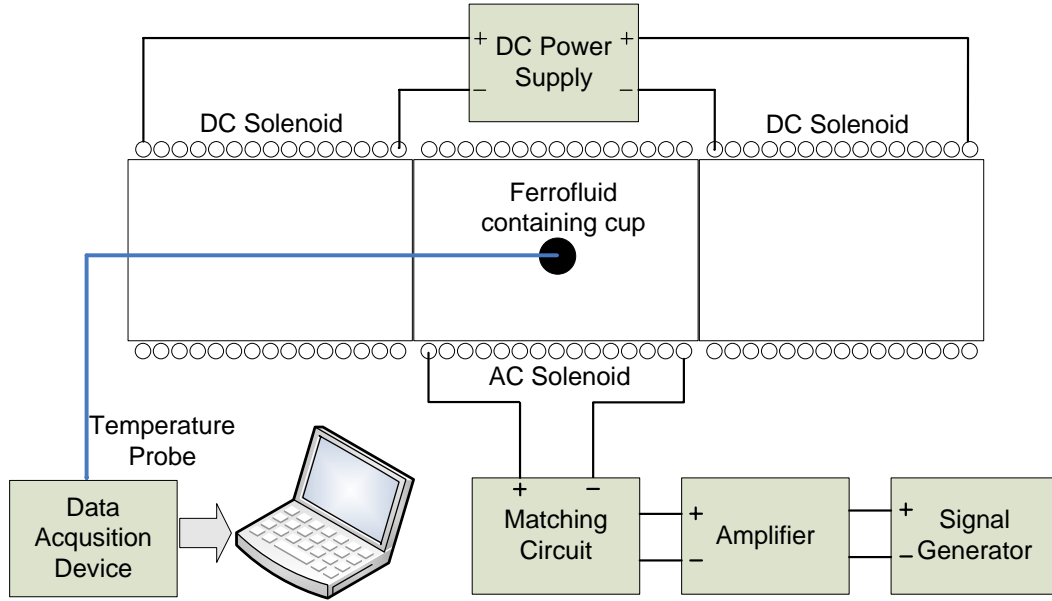 +
+
DC Power
Supply
−
−
DC Solenoid
DC Solenoid
Ferrofluid
containing cup
AC Solenoid
Temperature
Probe
Data
Acqusition
Device
+
−
Matching
Circuit
+
−
Amplifier
+
−
Signal
Generator